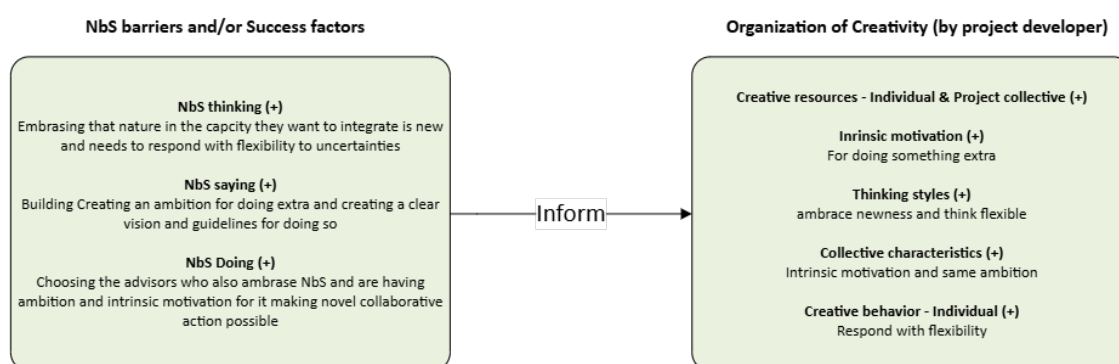 NbS barriers and/or Success factors
NbS thinking (+)
Embrasing that nature in the capcity they want to integrate is new
and needs to respond with flexibility to uncertainties
NbS saying (+)
Building Creating an ambition for doing extra and creating a clear
vision and guidelines for doing so
NbS Doing (+)
Choosing the advisors who also ambrase NbS and are having
ambition and intrinsic motivation for it making novel collaborative
action possible
Inform
Organization of Creativity (by project developer)
Creative resources - Individual & Project collective (+)
Inrinsic motivation (+)
For doing something extra
Thinking styles (+)
ambrace newness and think flexible
Collective characteristics (+)
Intrinsic motivation and same ambition
Creative behavior - Individual (+)
Respond with flexibility